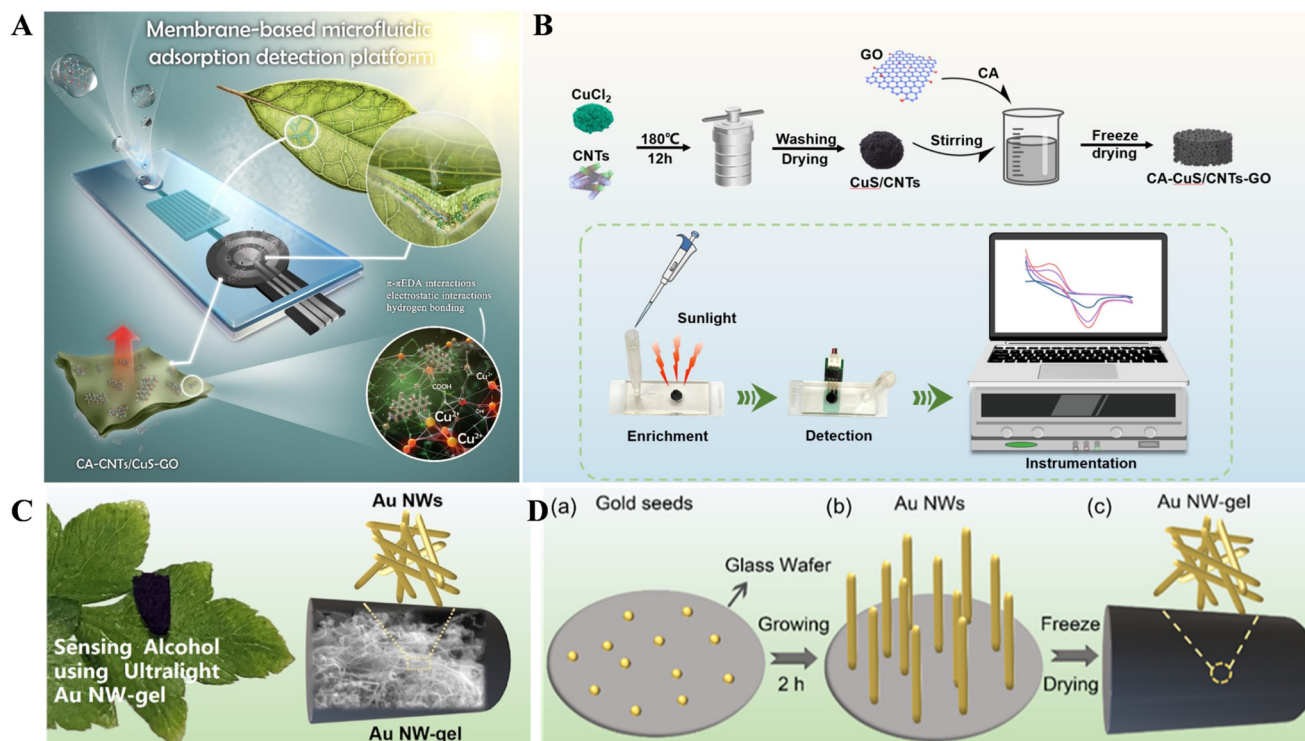 A
Membrane-based microfluidic
adsorption detection platform
π-πEDA interactions
electrostatic interactions
hydrogen bonding
COOH
Cu²⁺
OH
Cu²⁺
Cu²⁺
CA-CNTs/CuS-GO
B
GO
CA
CuCl₂
CNTs
180℃
12h
Washing
Drying
CuS/CNTs
Stirring
Freeze
drying
CA-CuS/CNTs-GO
Sunlight
Enrichment
Detection
Instrumentation
C
Au NWs
Sensing Alcohol
using Ultralight
Au NW-gel
Au NW-gel
D
(a)
Gold seeds
Glass Wafer
Growing
2 h
(b)
Au NWs
Freeze
Drying
(c)
Au NW-gel